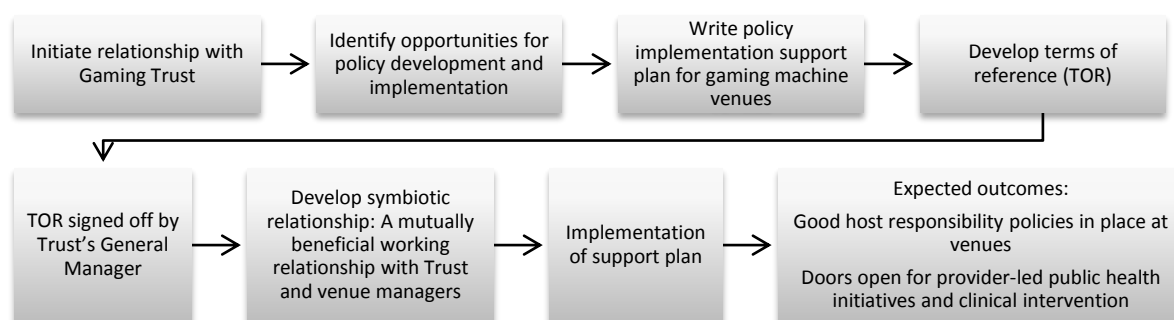 Initiate relationship with
Gaming Trust
Identify opportunities for
policy development and
implementation
Write policy
implementation support
plan for gaming machine
venues
Develop terms of
reference (TOR)
TOR signed off by
Trust's General
Manager
Develop symbiotic
relationship: A mutually
beneficial working
relationship with Trust
and venue managers
Implementation
of support plan
Expected outcomes:
Good host responsibility policies in place at
venues
Doors open for provider-led public health
initiatives and clinical intervention